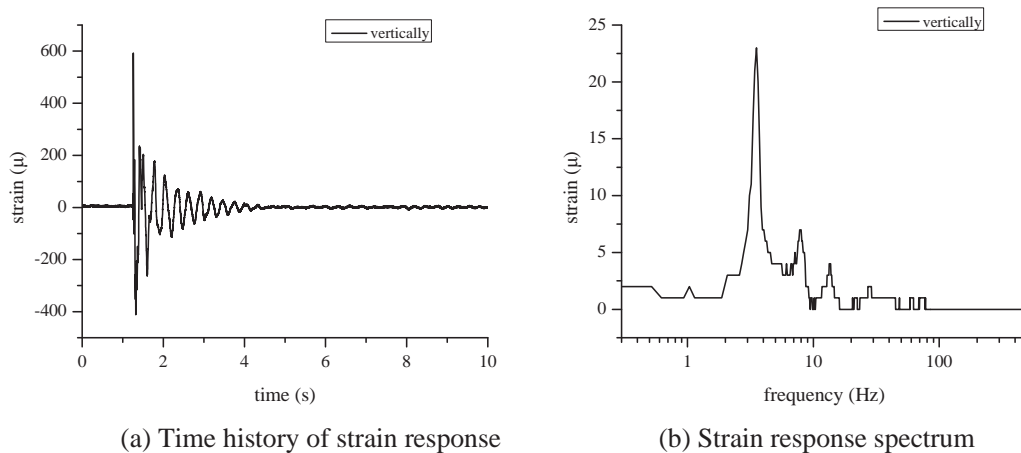 vertically
600
400
200
0
-200
-400
strain (μ)
0 2 4 6 8 10
time (s)
(a) Time history of strain response
vertically
25
20
15
10
5
0
strain (μ)
1 10 100
frequency (Hz)
(b) Strain response spectrum